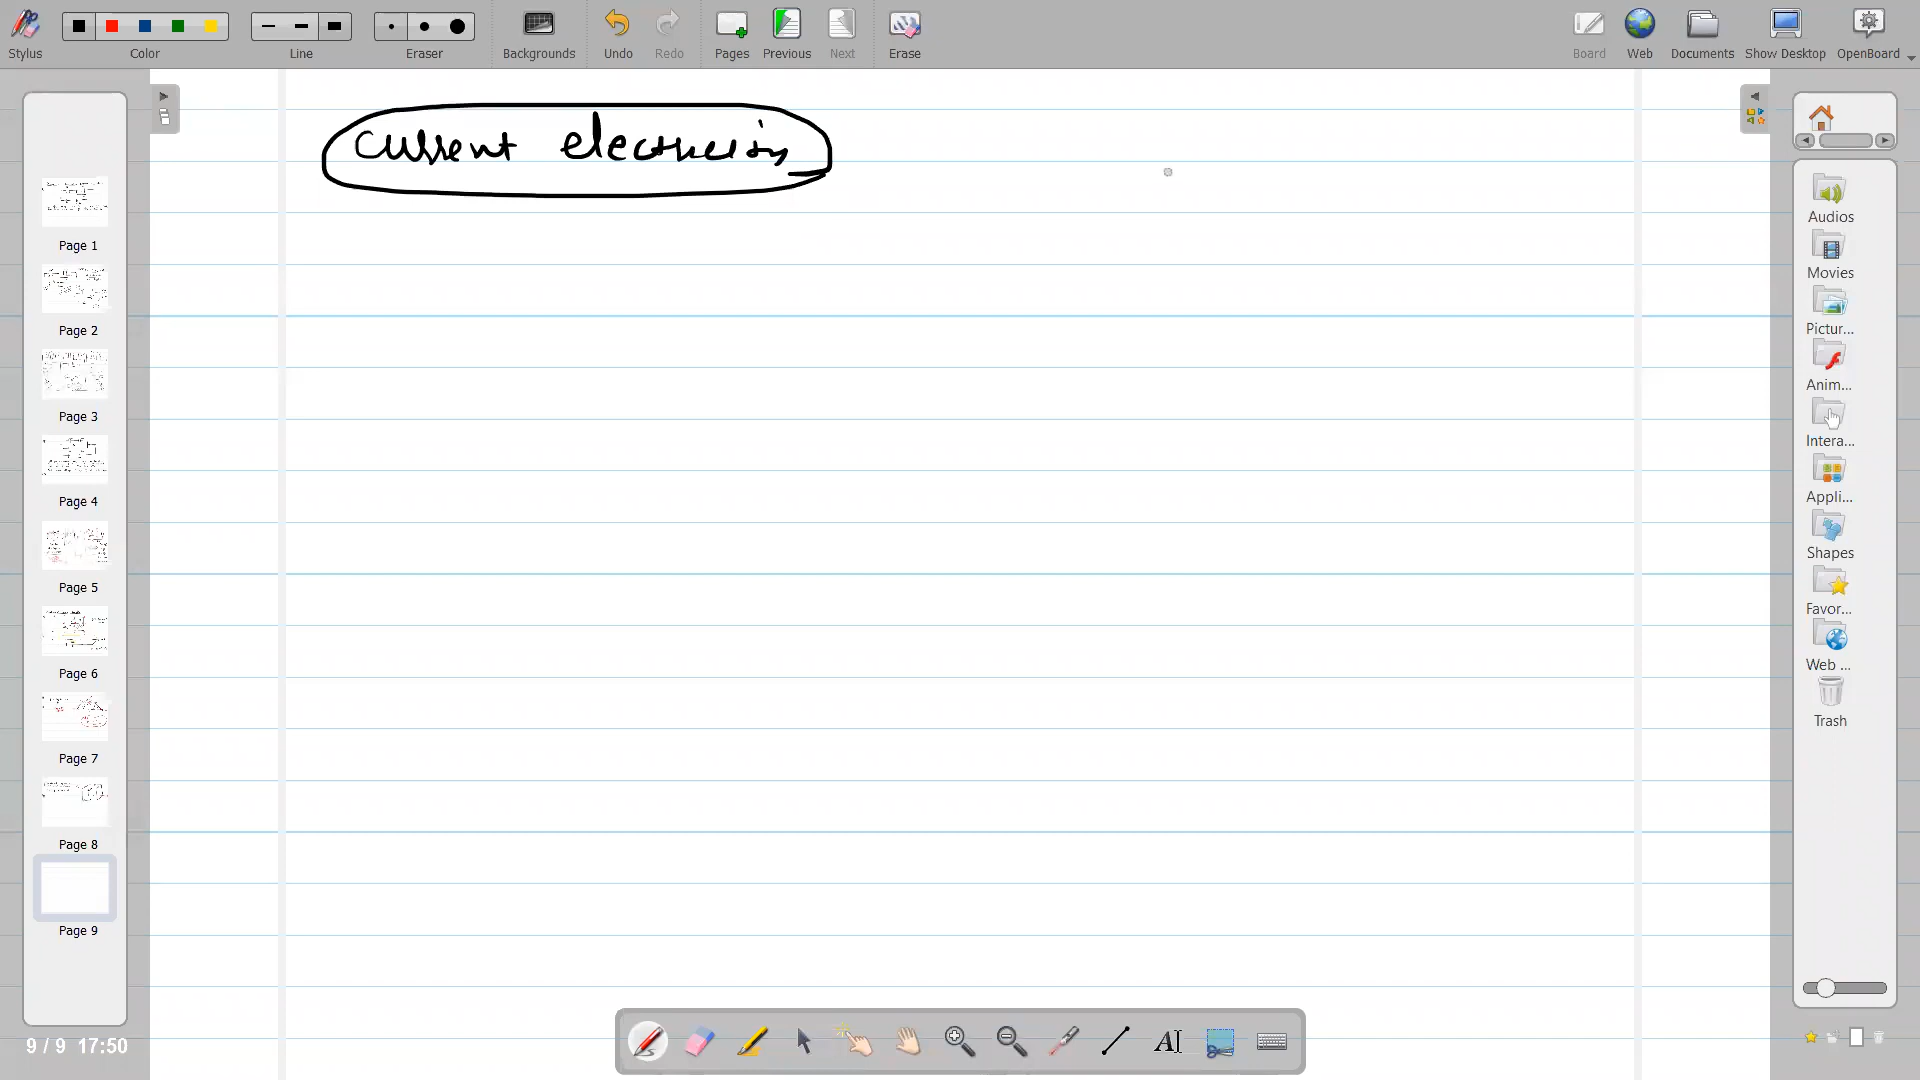 Stylus Color Line Eraser Backgrounds Undo Redo Pages Previous Next Erase Board Web Documents Show Desktop OpenBoard
current electricity
Page 1
Page 2
Page 3
Page 4
Page 5
Page 6
Page 7
Page 8
Page 9
9 / 9 17:50
Audios
Movies
Pictur...
Anim...
Intera...
Appli...
Shapes
Favor...
Web ...
Trash